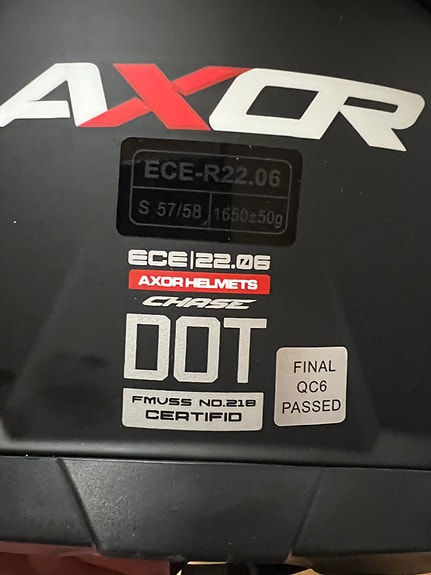 AXOR
ECE-R22.06
S 57/58 1650±50g
ECE|22.06
AXOR HELMETS
CHASE
DOT
FMVSS NO.218
CERTIFID
FINAL
QC6
PASSED